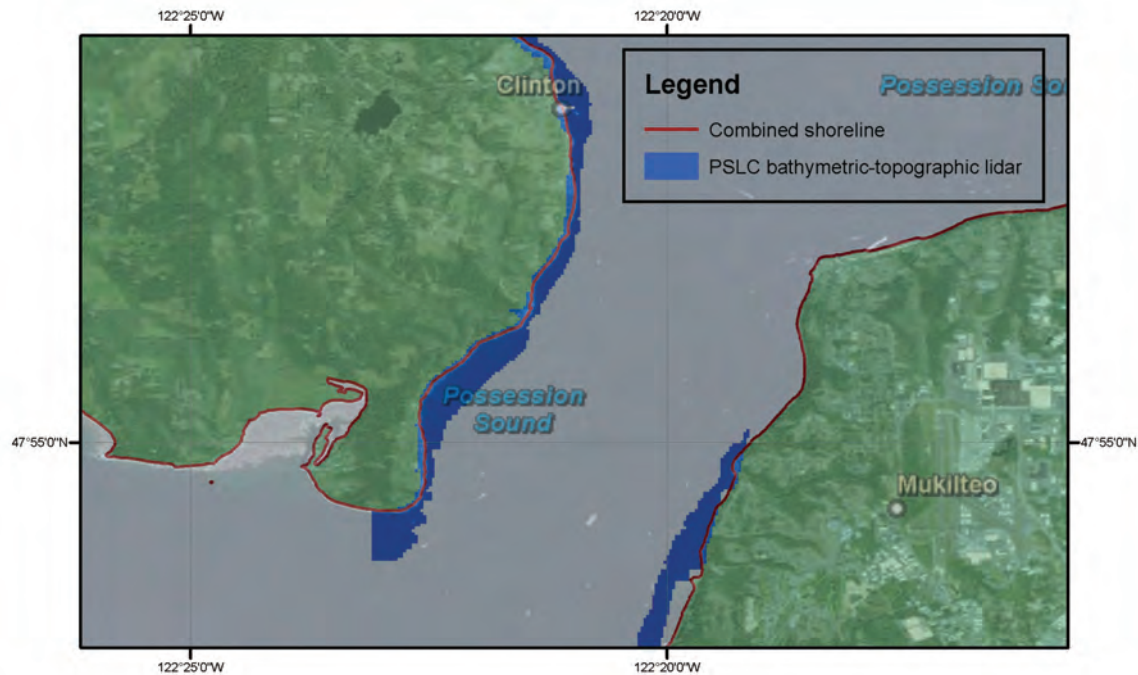 122°25'0"W
122°20'0"W
Clinton
Legend
Possession So
Combined shoreline
PSLC bathymetric-topographic lidar
Possession
Sound
47°55'0"N
47°55'0"N
Mukilteo
122°25'0"W
122°20'0"W